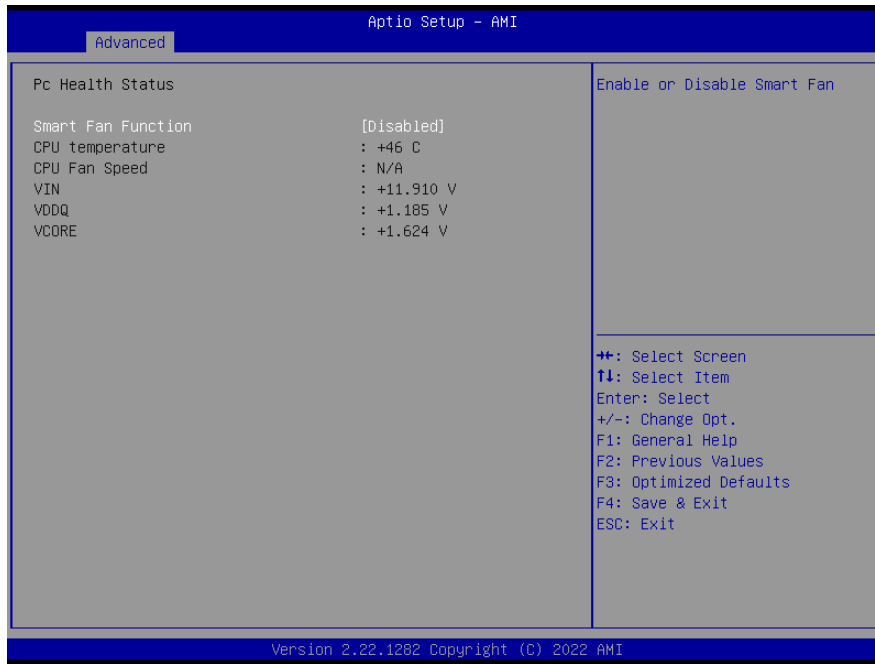 Aptio Setup – AMI
Advanced
Pc Health Status
Smart Fan Function [Disabled]
CPU temperature : +46 C
CPU Fan Speed : N/A
VIN : +11.910 V
VDDQ : +1.185 V
VCORE : +1.624 V
Enable or Disable Smart Fan
→←: Select Screen
↑↓: Select Item
Enter: Select
+/-: Change Opt.
F1: General Help
F2: Previous Values
F3: Optimized Defaults
F4: Save & Exit
ESC: Exit
Version 2.22.1282 Copyright (C) 2022 AMI